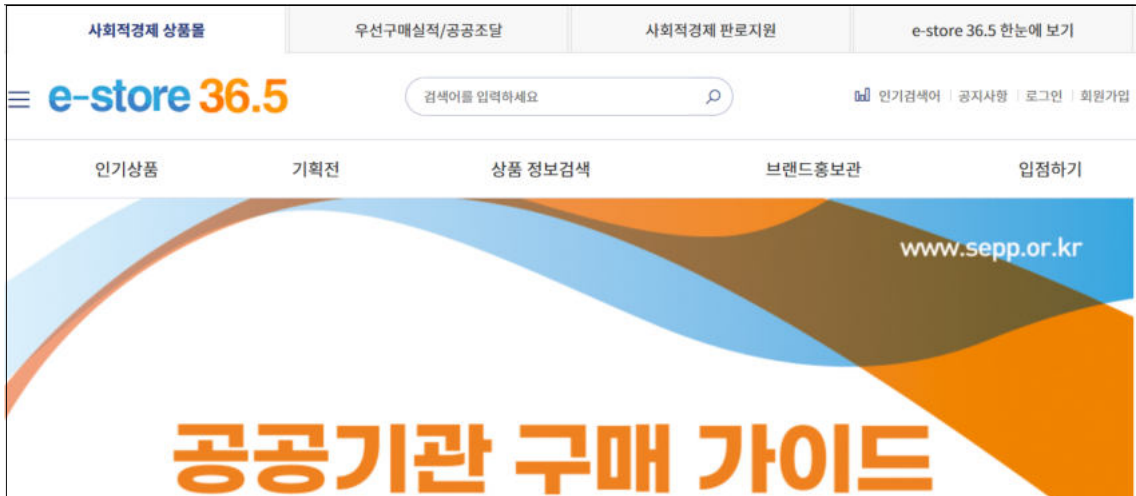 사회적경제 상품몰 우선구매실적/공공조달 사회적경제 판로지원 e-store 36.5 한눈에 보기
e-store 36.5 검색어를 입력하세요 인기검색어 공지사항 로그인 회원가입
인기상품 기획전 상품 정보검색 브랜드홍보관 입점하기
www.sepp.or.kr
공공기관 구매 가이드